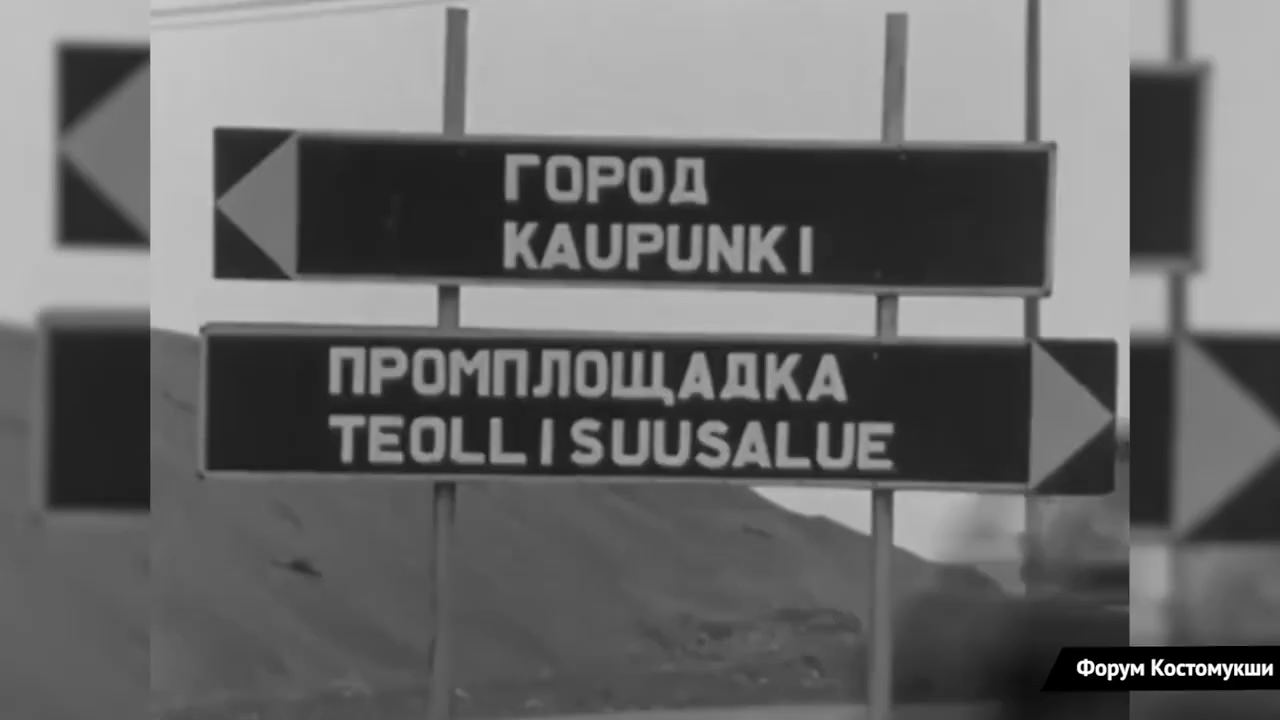 ГОРОД
KAUPUNKI
ПРОМПЛОЩАДКА
TEOLLISUUSALUE
Форум Костомукши